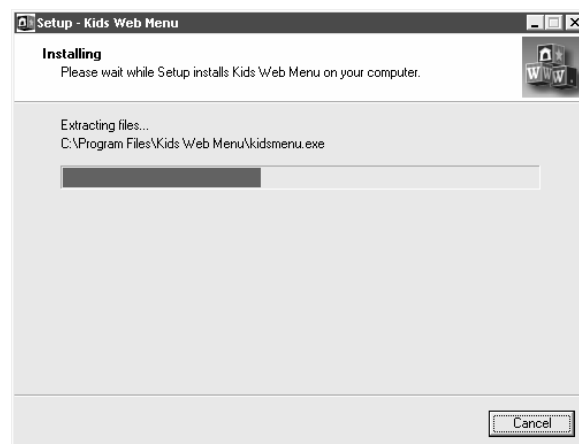 Setup - Kids Web Menu
Installing
Please wait while Setup installs Kids Web Menu on your computer.
W W W
Extracting files...
C:\Program Files\Kids Web Menu\kidsmenu.exe
Cancel